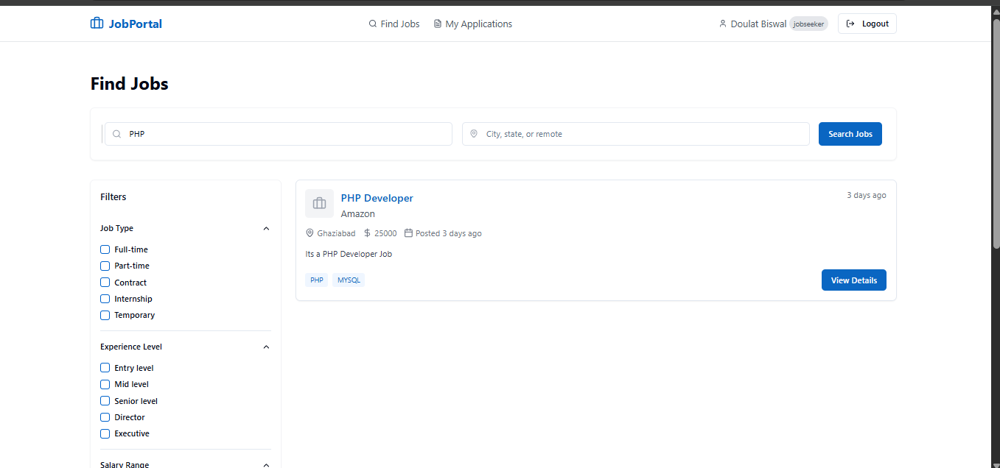 JobPortal Find Jobs My Applications Doulat Biswal jobseeker Logout
Find Jobs
PHP City, state, or remote Search Jobs
Filters
Job Type
Full-time
Part-time
Contract
Internship
Temporary
Experience Level
Entry level
Mid level
Senior level
Director
Executive
Salary Range
PHP Developer 3 days ago
Amazon
Ghaziabad $ 25000 Posted 3 days ago
Its a PHP Developer Job
PHP MYSQL View Details